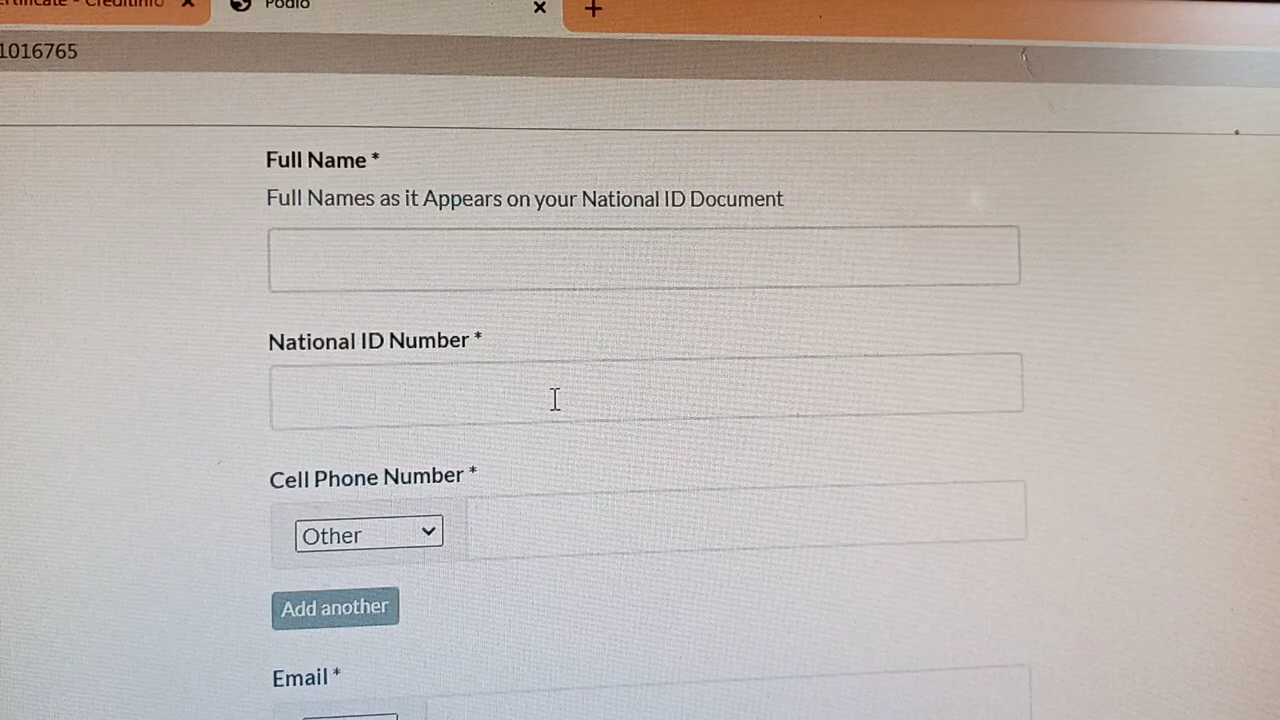 Podio
1016765
Full Name *
Full Names as it Appears on your National ID Document
National ID Number *
Cell Phone Number *
Other
Add another
Email *